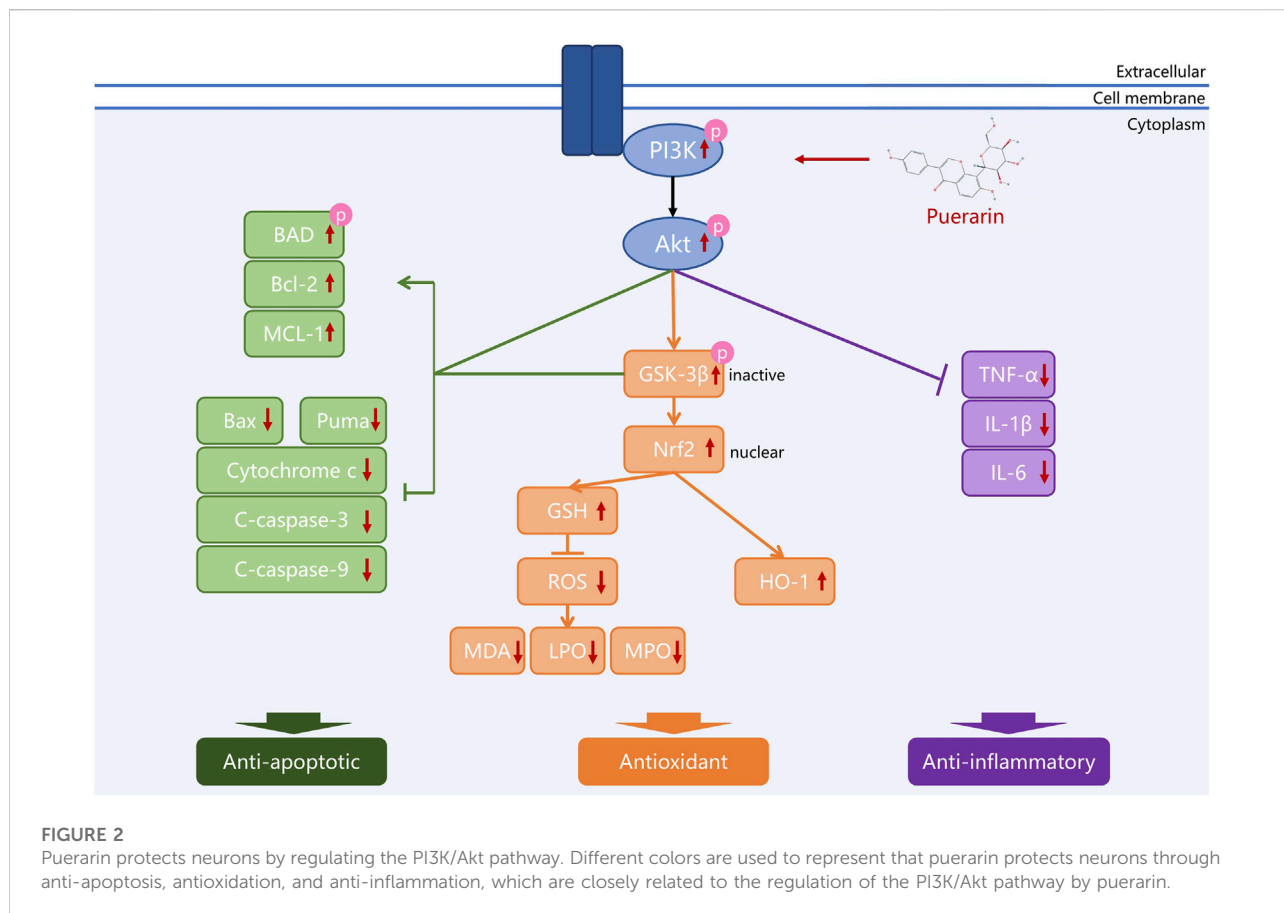 Extracellular
Cell membrane
Cytoplasm
p
PI3K
Puerarin
p
Akt
p
BAD
Bcl-2
MCL-1
p
GSK-3β
inactive
TNF-α
IL-1β
IL-6
Bax
Puma
Cytochrome c
C-caspase-3
C-caspase-9
Nrf2
nuclear
GSH
ROS
HO-1
MDA
LPO
MPO
Anti-apoptotic
Antioxidant
Anti-inflammatory
FIGURE 2
Puerarin protects neurons by regulating the PI3K/Akt pathway. Different colors are used to represent that puerarin protects neurons through
anti-apoptosis, antioxidation, and anti-inflammation, which are closely related to the regulation of the PI3K/Akt pathway by puerarin.